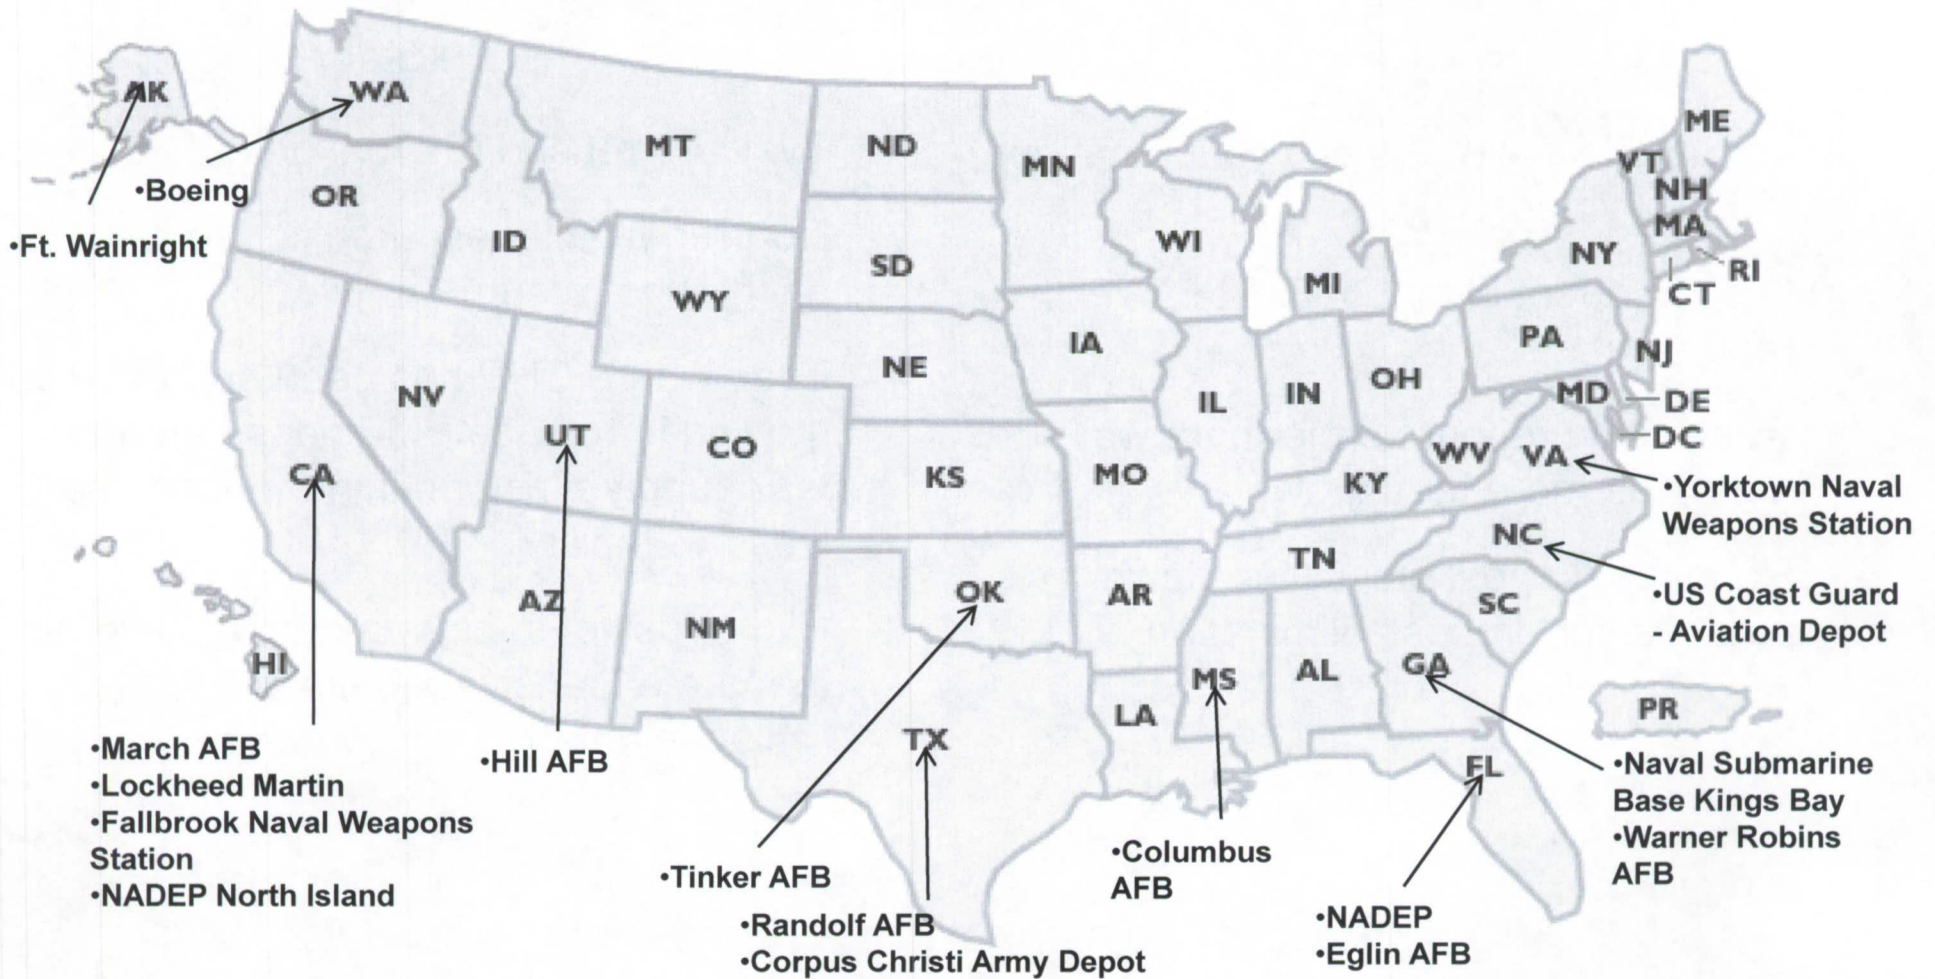 AK
WA
MT
ND
MN
ME
VT
NH
MA
RI
CT
NY
WI
MI
OR
ID
SD
WY
•Boeing
•Ft. Wainright
IA
PA
NJ
NE
OH
IN
IL
MD
DE
DC
NV
UT
CO
CA
KS
MO
WV
VA
KY
•Yorktown Naval
Weapons Station
NC
TN
•US Coast Guard
- Aviation Depot
AZ
NM
OK
AR
SC
HI
MS
AL
GA
LA
PR
TX
FL
•March AFB
•Lockheed Martin
•Fallbrook Naval Weapons
Station
•NADEP North Island
•Hill AFB
•Tinker AFB
•Randolf AFB
•Corpus Christi Army Depot
•Columbus
AFB
•NADEP
•Eglin AFB
•Naval Submarine
Base Kings Bay
•Warner Robins
AFB